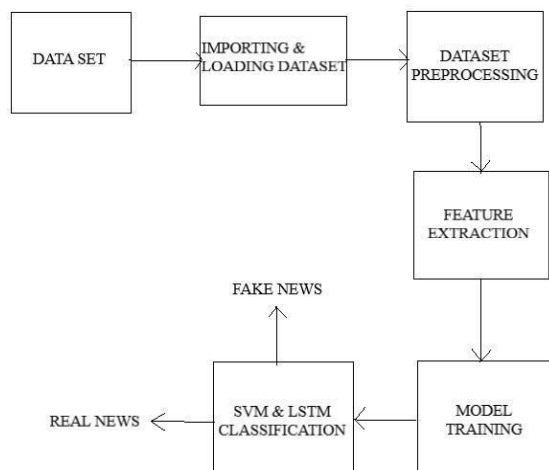 DATA SET
IMPORTING &
LOADING DATASET
DATASET
PREPROCESSING
FEATURE
EXTRACTION
MODEL
TRAINING
SVM & LSTM
CLASSIFICATION
FAKE NEWS
REAL NEWS